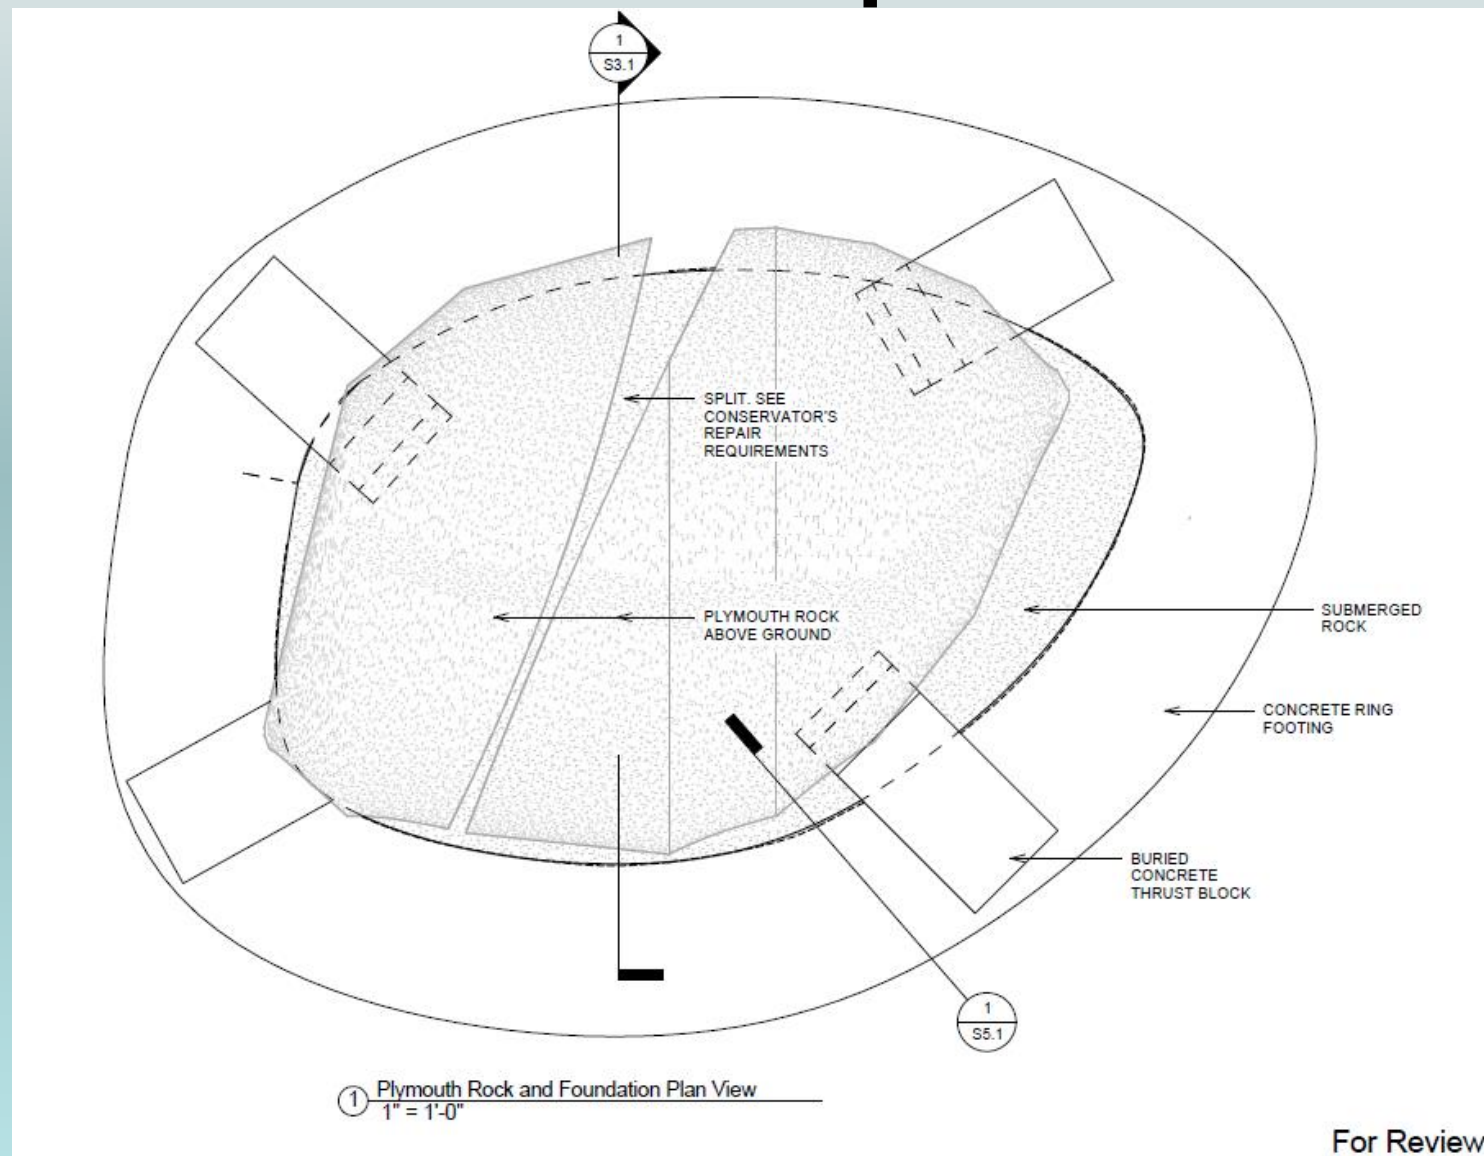 1
S3.1
SPLIT. SEE
CONSERVATOR'S
REPAIR
REQUIREMENTS
PLYMOUTH ROCK
ABOVE GROUND
SUBMERGED
ROCK
CONCRETE RING
FOOTING
BURIED
CONCRETE
THRUST BLOCK
1
S5.1
1 Plymouth Rock and Foundation Plan View
1" = 1'-0"
For Review